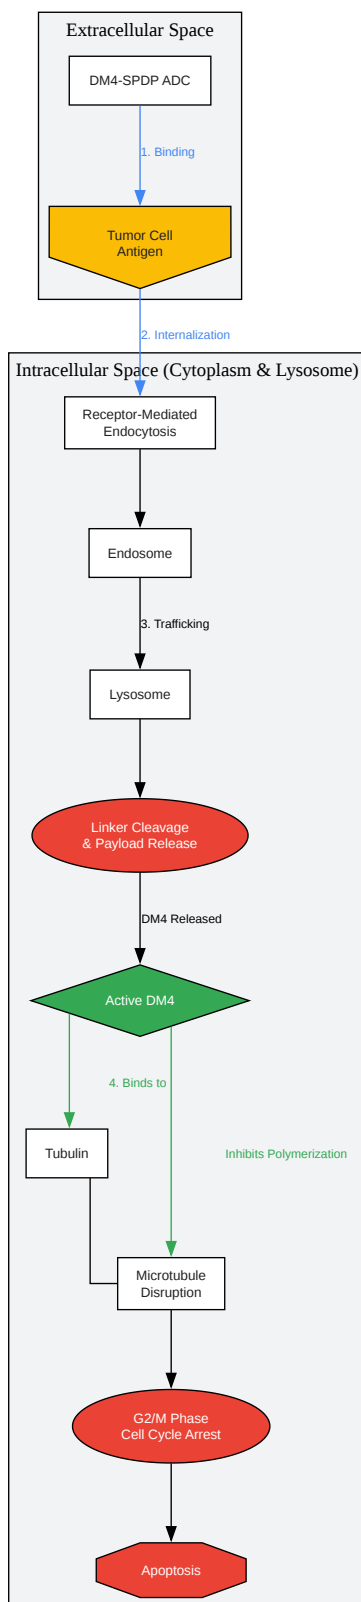 Extracellular Space
DM4-SPDP ADC
1. Binding
Tumor Cell
Antigen
2. Internalization
Intracellular Space (Cytoplasm & Lysosome)
Receptor-Mediated
Endocytosis
Endosome
3. Trafficking
Lysosome
Linker Cleavage
& Payload Release
DM4 Released
Active DM4
4. Binds to
Tubulin
Inhibits Polymerization
Microtubule
Disruption
G2/M Phase
Cell Cycle Arrest
Apoptosis